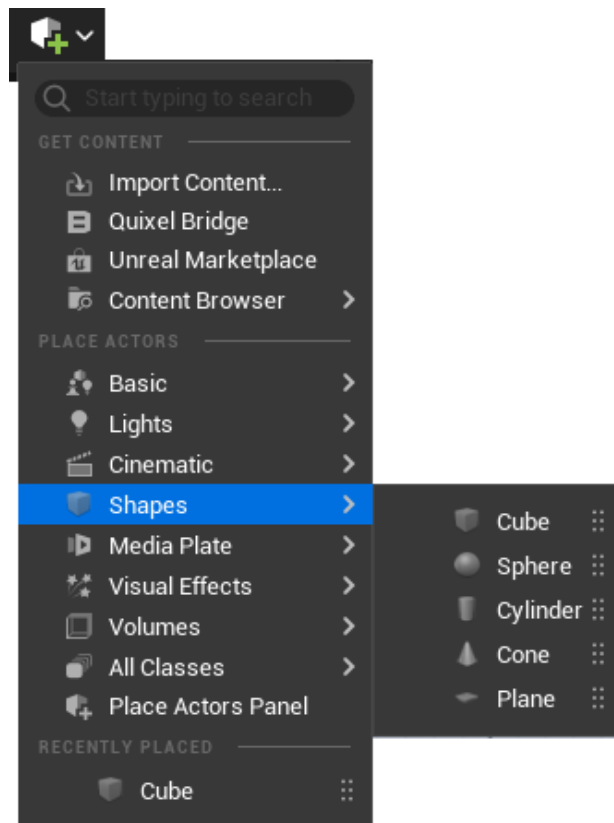 Start typing to search
GET CONTENT
Import Content...
Quixel Bridge
Unreal Marketplace
Content Browser
PLACE ACTORS
Basic
Lights
Cinematic
Shapes
Media Plate
Visual Effects
Volumes
All Classes
Place Actors Panel
RECENTLY PLACED
Cube
Cube
Sphere
Cylinder
Cone
Plane